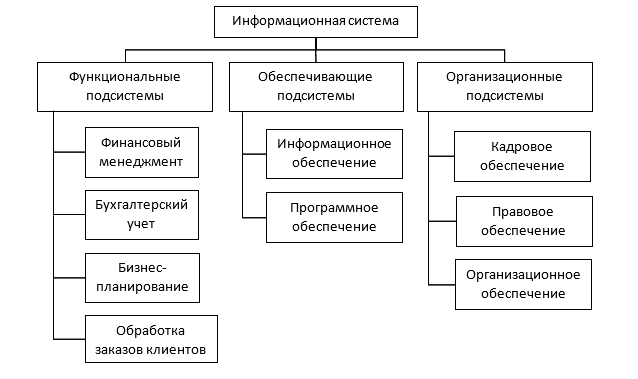 Информационная система
Функциональные
подсистемы
Финансовый
менеджмент
Бухгалтерский
учет
Бизнес-
планирование
Обработка
заказов клиентов
Обеспечивающие
подсистемы
Информационное
обеспечение
Программное
обеспечение
Организационные
подсистемы
Кадровое
обеспечение
Правовое
обеспечение
Организационное
обеспечение